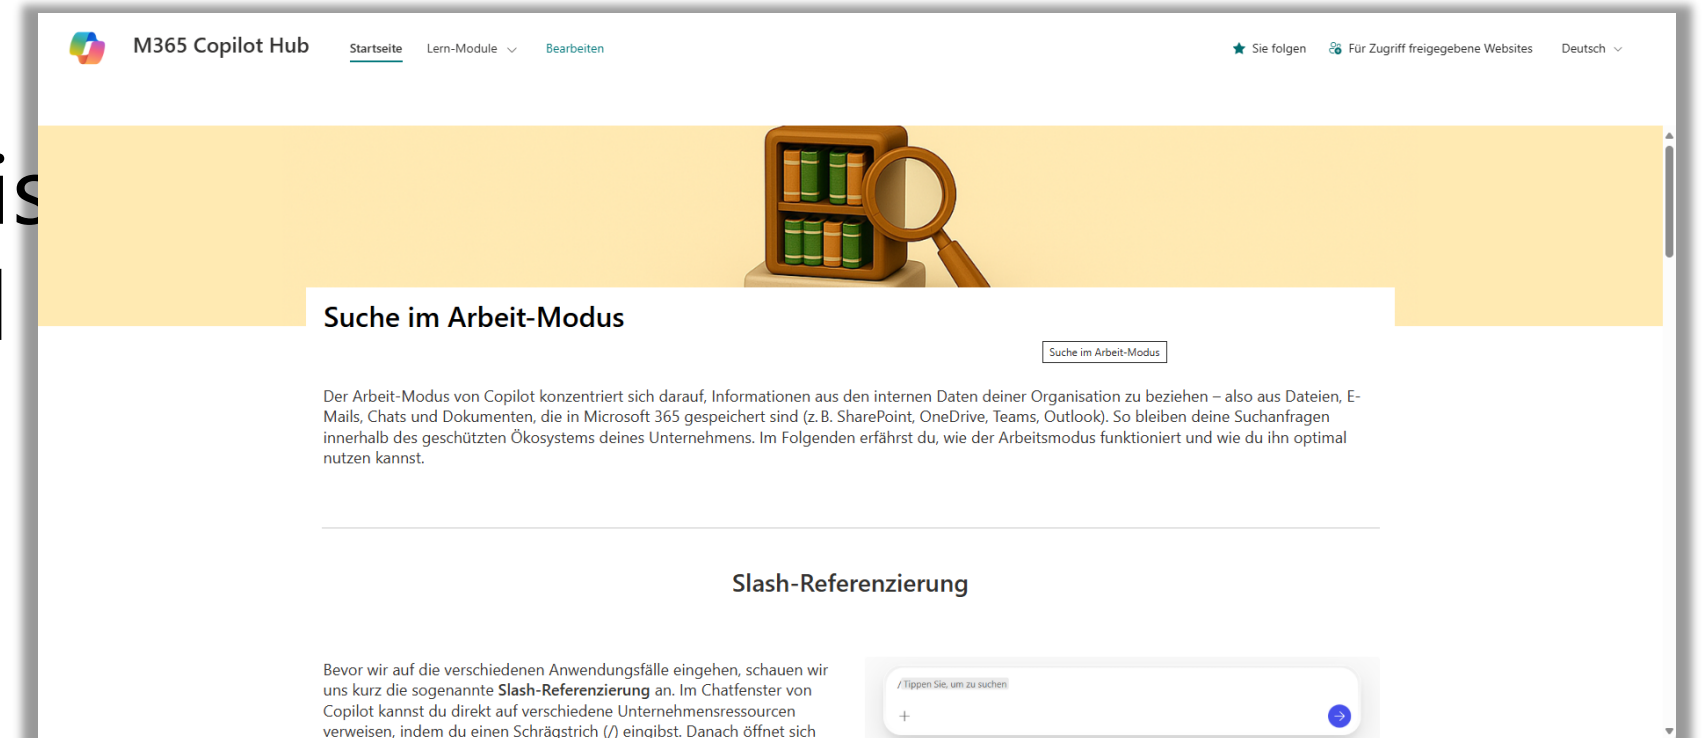 M365 Copilot Hub
Startseite
Lern-Module
Bearbeiten
Sie folgen
Für Zugriff freigegebene Websites
Deutsch
is
Suche im Arbeit-Modus
Suche im Arbeit-Modus
Der Arbeit-Modus von Copilot konzentriert sich darauf, Informationen aus den internen Daten deiner Organisation zu beziehen – also aus Dateien, E-
Mails, Chats und Dokumenten, die in Microsoft 365 gespeichert sind (z. B. SharePoint, OneDrive, Teams, Outlook). So bleiben deine Suchanfragen
innerhalb des geschützten Ökosystems deines Unternehmens. Im Folgenden erfährst du, wie der Arbeitsmodus funktioniert und wie du ihn optimal
nutzen kannst.
Slash-Referenzierung
Bevor wir auf die verschiedenen Anwendungsfälle eingehen, schauen wir
uns kurz die sogenannte Slash-Referenzierung an. Im Chatfenster von
Copilot kannst du direkt auf verschiedene Unternehmensressourcen
verweisen, indem du einen Schrägstrich (/) eingibst. Danach öffnet sich
/ Tippen Sie, um zu suchen